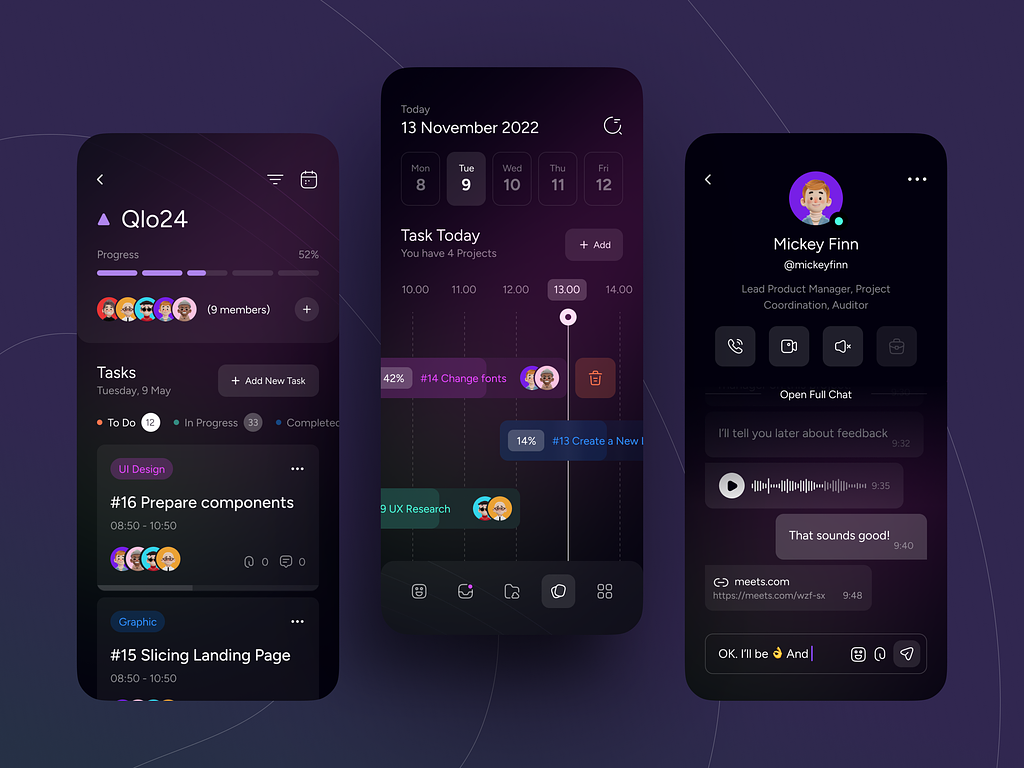 Qlo24
Progress 52%
(9 members)
Tasks
Tuesday, 9 May
+ Add New Task
To Do 12 In Progress 33 Completed
UI Design
#16 Prepare components
08:50 - 10:50
0 0
Graphic
#15 Slicing Landing Page
08:50 - 10:50
Today
13 November 2022
Mon Tue Wed Thu Fri
8 9 10 11 12
Task Today
You have 4 Projects
+ Add
10.00 11.00 12.00 13.00 14.00
42% #14 Change fonts
14% #13 Create a New
9 UX Research
Mickey Finn
@mickeyfinn
Lead Product Manager, Project
Coordination, Auditor
Open Full Chat
I'll tell you later about feedback
9:32
9:35
That sounds good!
9:40
meets.com
https://meets.com/wzf-sx 9:48
OK. I'll be 👌 And